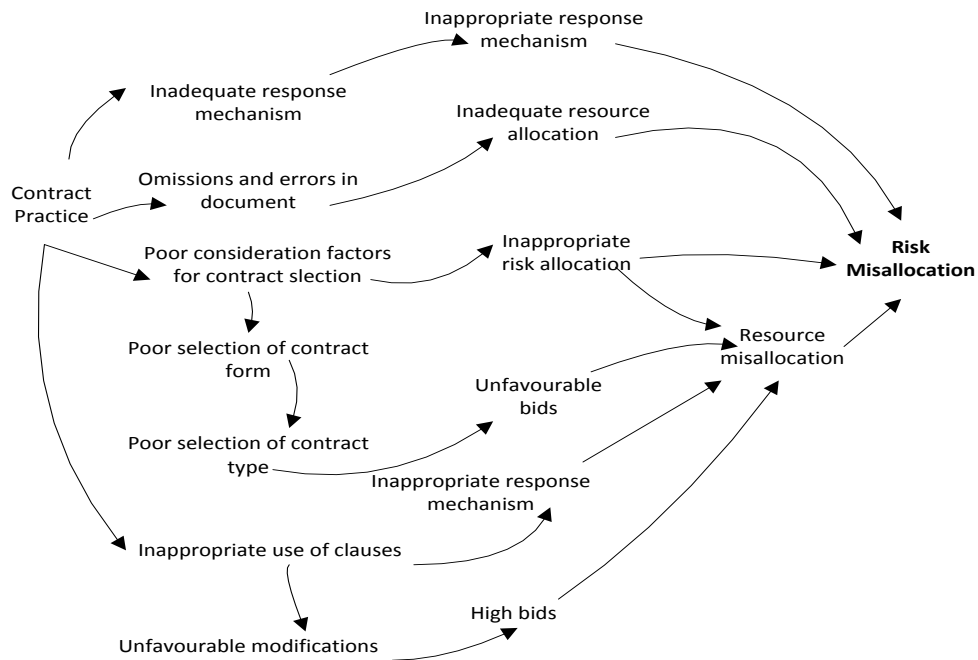 Inappropriate response
mechanism
Inadequate response
mechanism
Inadequate resource
allocation
Contract
Practice
Omissions and errors in
document
Poor consideration factors
for contract slection
Inappropriate
risk allocation
Risk
Misallocation
Poor selection of contract
form
Resource
misallocation
Unfavourable
bids
Poor selection of contract
type
Inappropriate response
mechanism
Inappropriate use of clauses
High bids
Unfavourable modifications